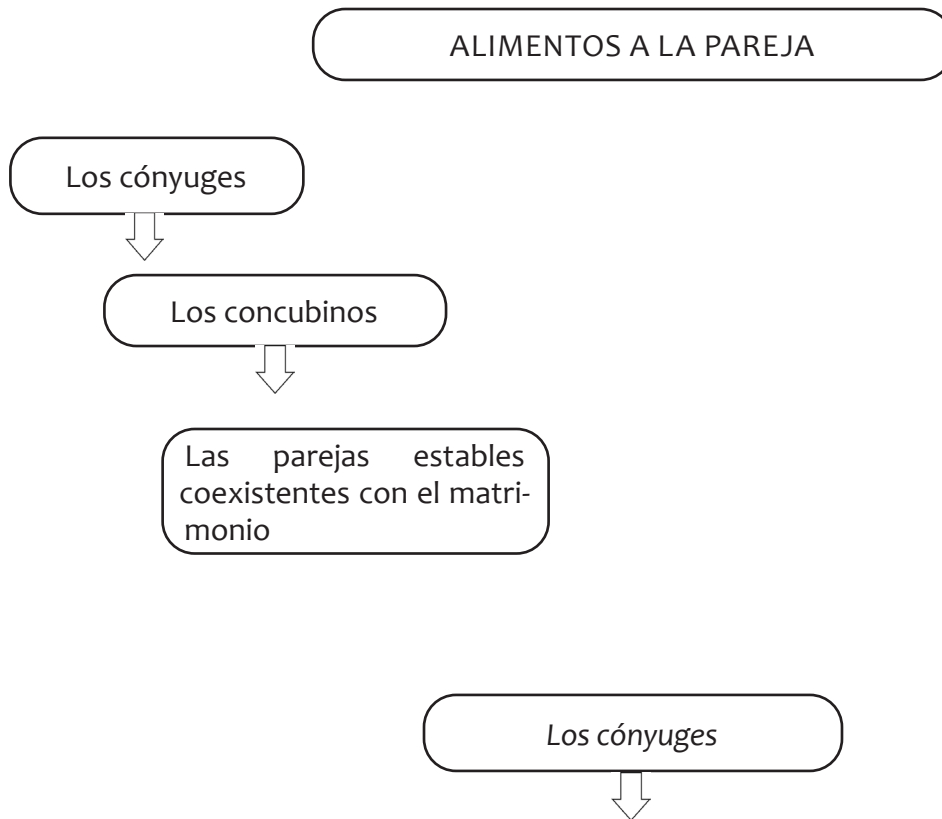 ALIMENTOS A LA PAREJA
Los cónyuges
Los concubinos
Las parejas estables
coexistentes con el matri-
monio
Los cónyuges